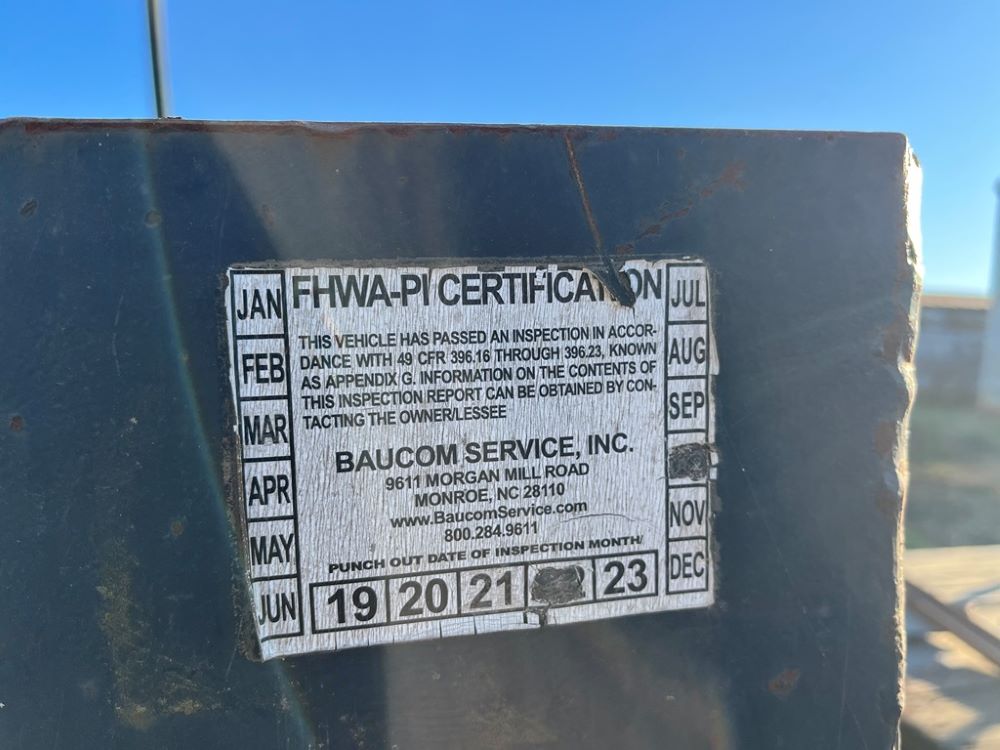 FHWA-PI CERTIFICATION
THIS VEHICLE HAS PASSED AN INSPECTION IN ACCOR-
DANCE WITH 49 CFR 396.16 THROUGH 396.23, KNOWN
AS APPENDIX G. INFORMATION ON THE CONTENTS OF
THIS INSPECTION REPORT CAN BE OBTAINED BY CON-
TACTING THE OWNER/LESSEE
BAUCOM SERVICE, INC.
9611 MORGAN MILL ROAD
MONROE, NC 28110
www.BaucomService.com
800.284.9611
PUNCH OUT DATE OF INSPECTION MONTH/
JAN
FEB
MAR
APR
MAY
JUN
19 20 21 23
JUL
AUG
SEP
NOV
DEC